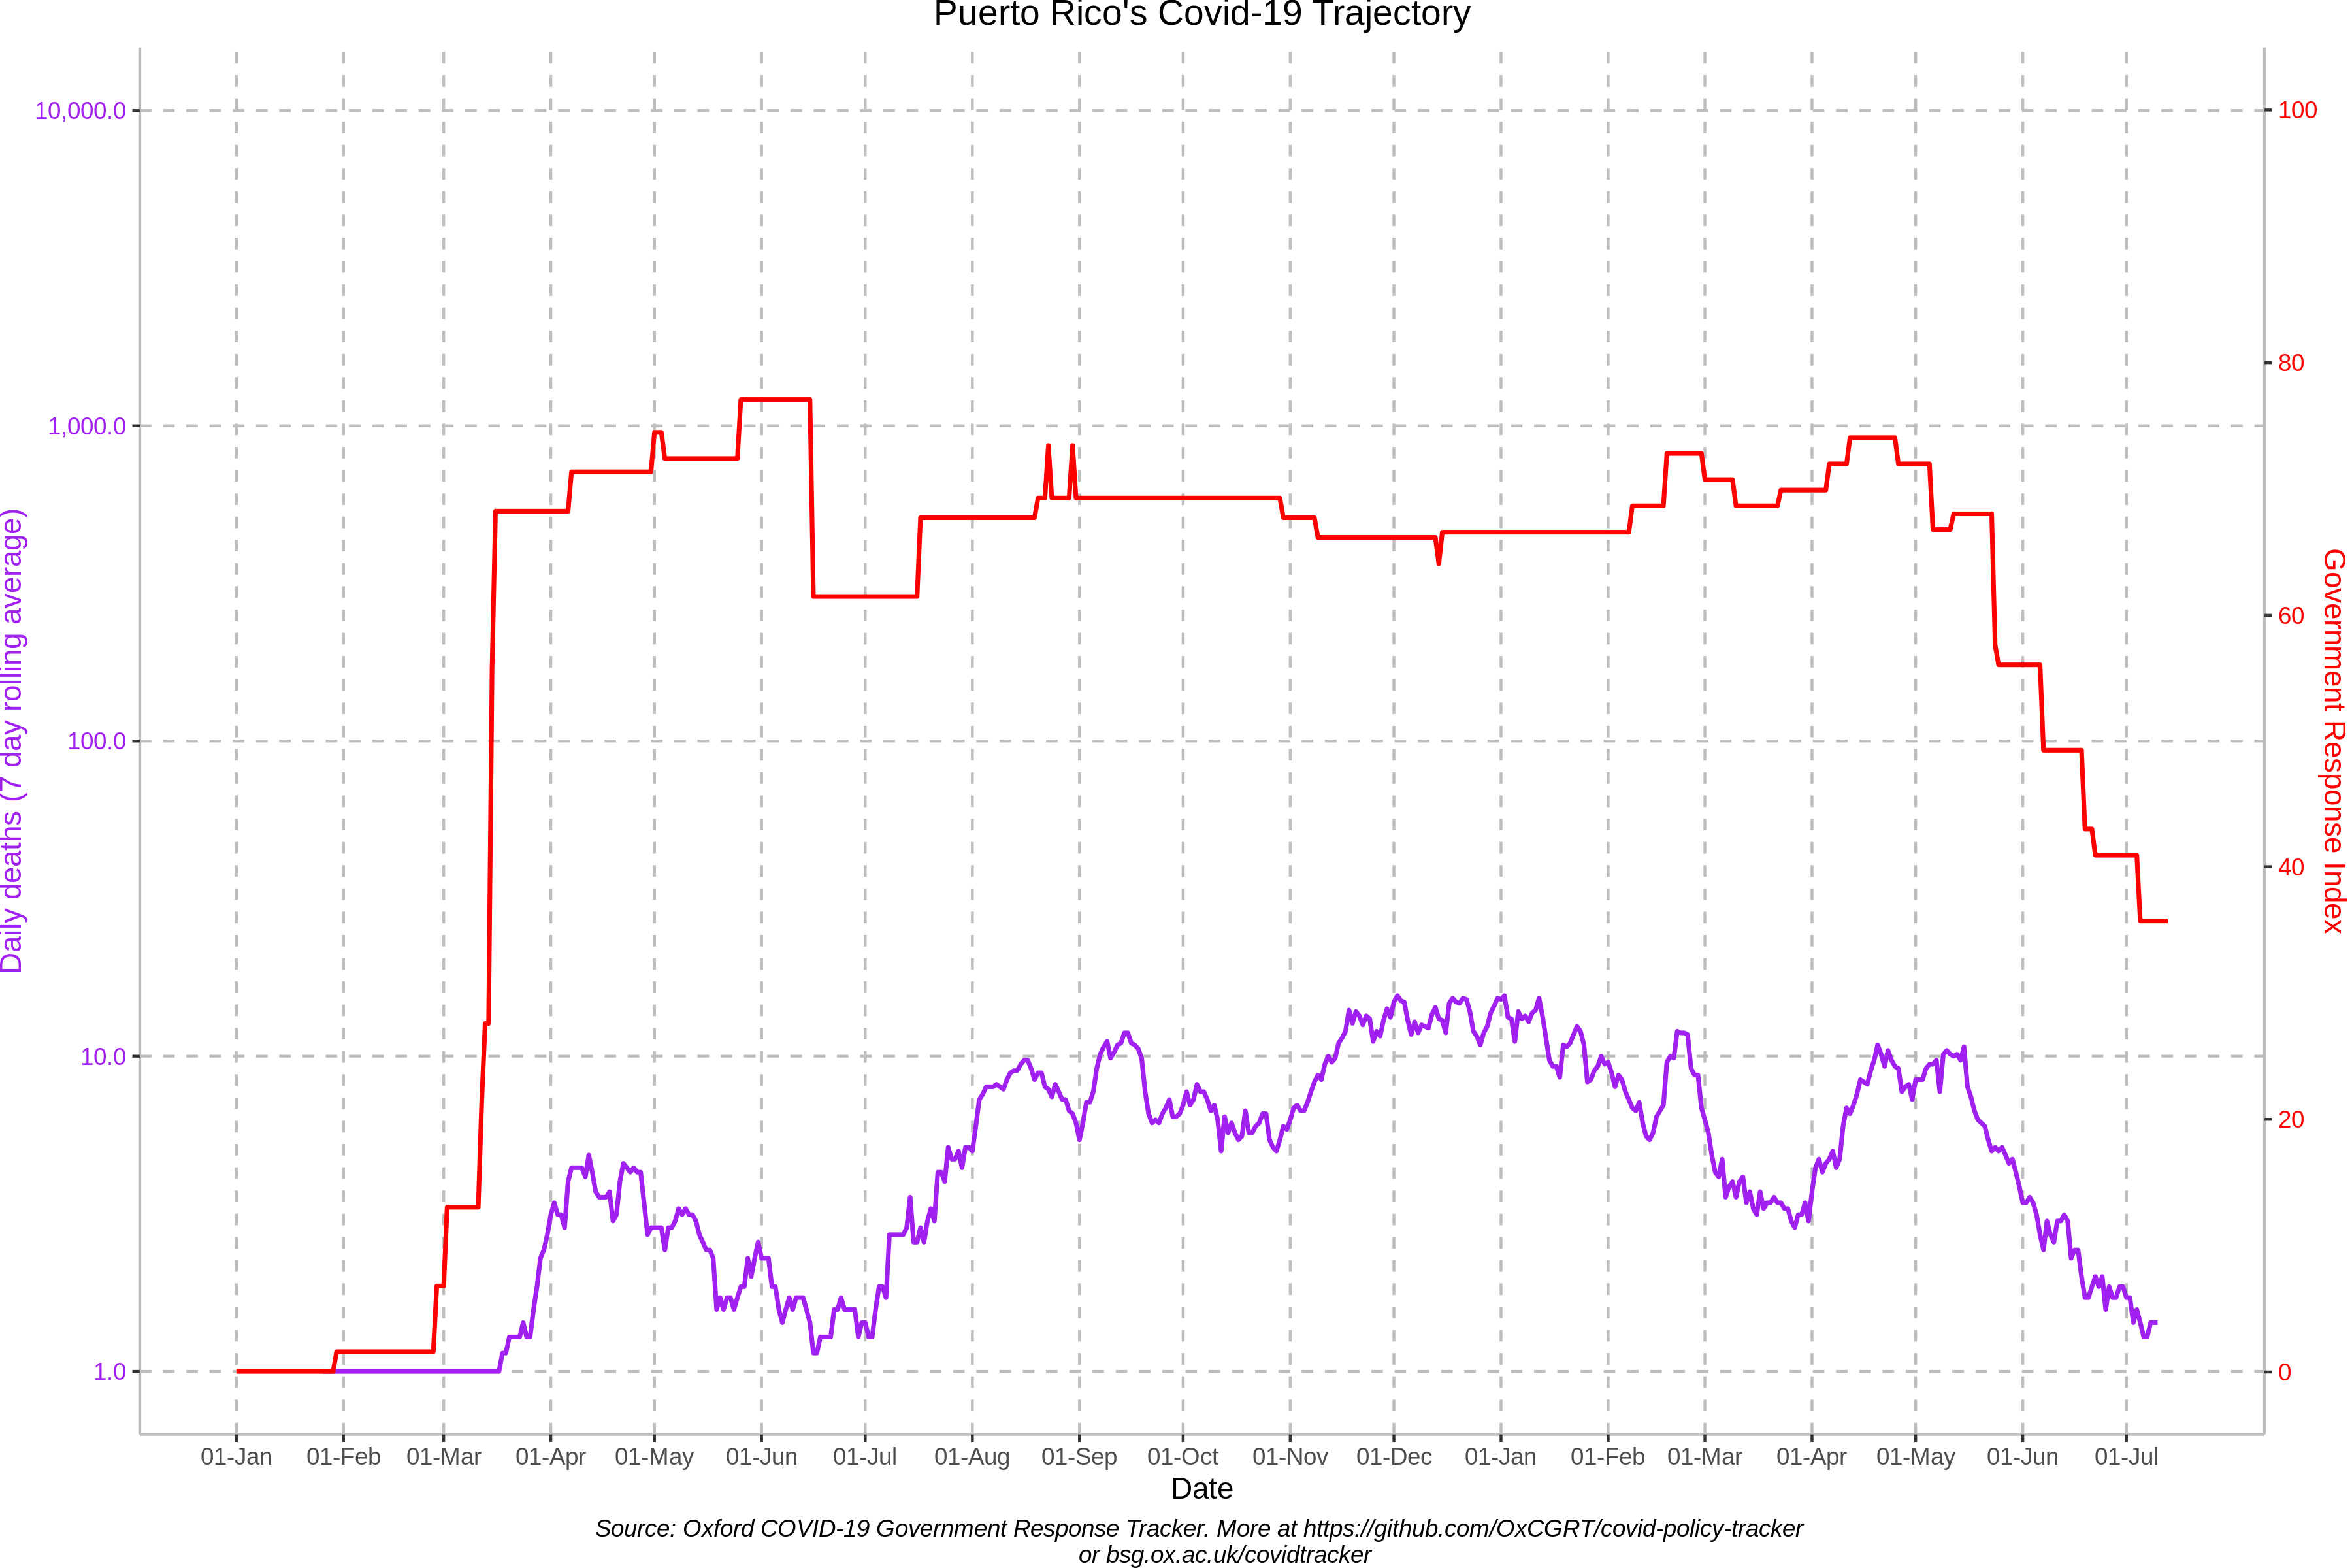 Puerto Rico's Covid-19 Trajectory
10,000.0
1,000.0
100.0
10.0
1.0
Daily deaths (7 day rolling average)
100
80
60
40
20
0
Government Response Index
01-Jan 01-Feb 01-Mar 01-Apr 01-May 01-Jun 01-Jul 01-Aug 01-Sep 01-Oct 01-Nov 01-Dec 01-Jan 01-Feb 01-Mar 01-Apr 01-May 01-Jun 01-Jul
Date
Source: Oxford COVID-19 Government Response Tracker. More at https://github.com/OxCGRT/covid-policy-tracker
or bsg.ox.ac.uk/covidtracker